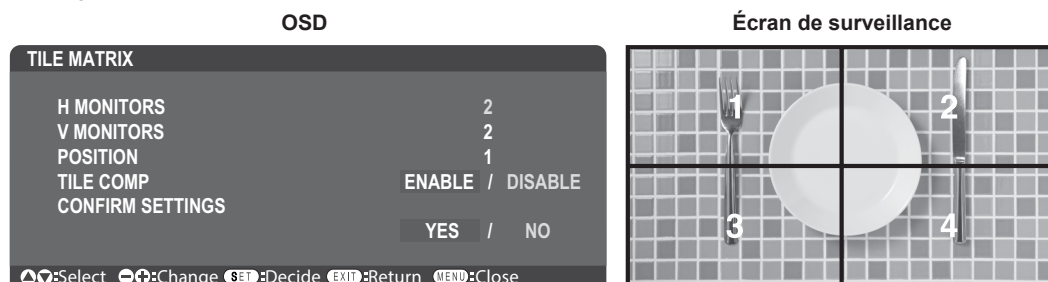 OSD
TILE MATRIX
H MONITORS 2
V MONITORS 2
POSITION 1
TILE COMP ENABLE / DISABLE
CONFIRM SETTINGS
YES / NO
:Select :Change SET:Decide EXIT:Return MENU:Close
Écran de surveillance
1 2
3 4